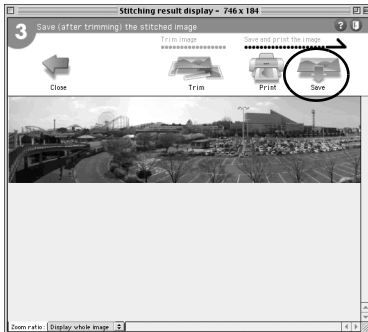 Stitching result display - 746 x 184
3 Save (after trimming) the stitched image ?
Trim image Save and print the image
Close Trim Print Save
Zoom ratio: Display whole image